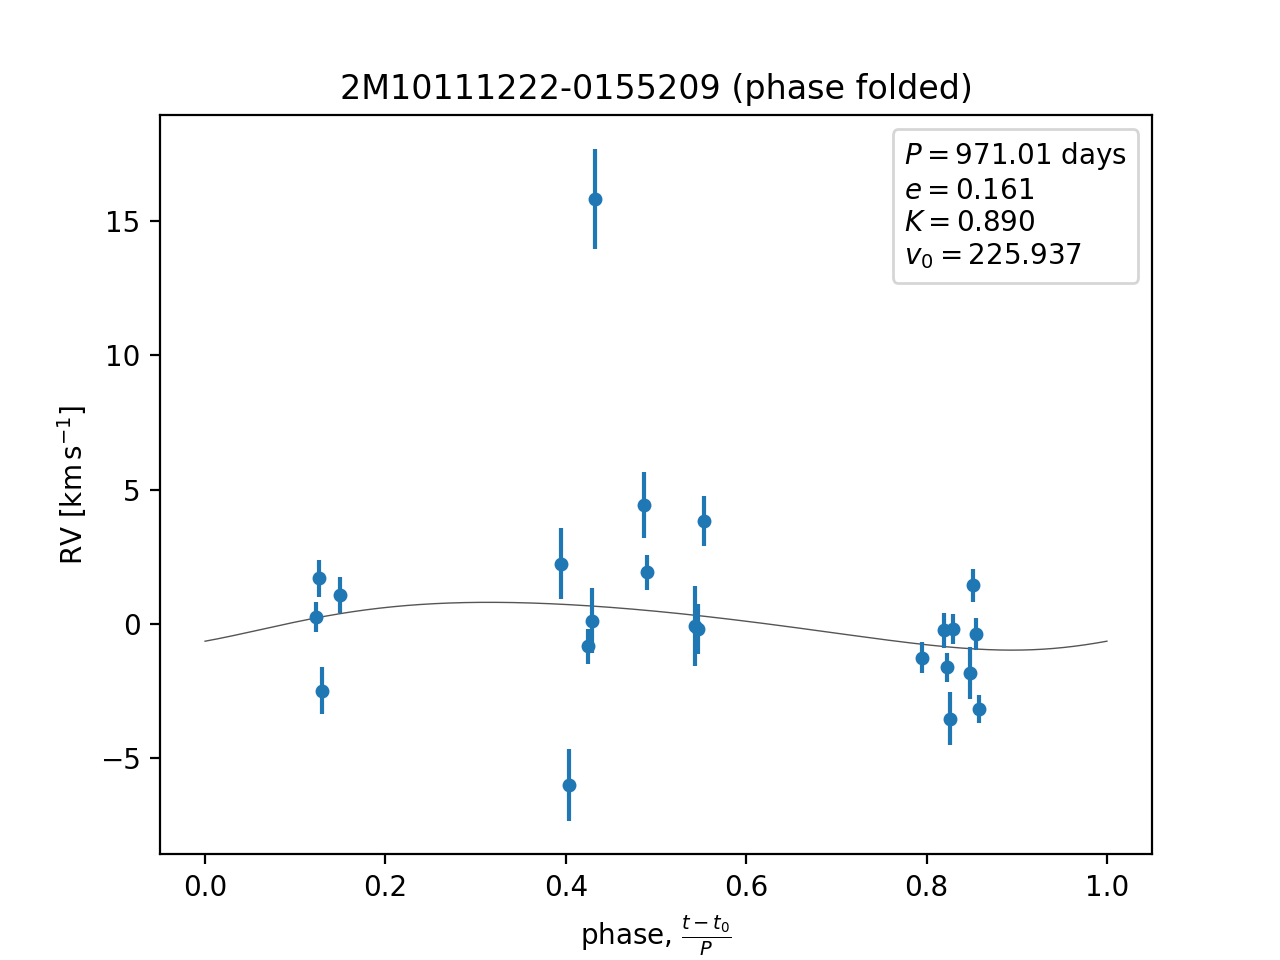 2M10111222-0155209 (phase folded)
P = 971.01 days
e = 0.161
K = 0.890
v₀ = 225.937
15
10
5
0
−5
RV [km s⁻¹]
0.0 0.2 0.4 0.6 0.8 1.0
phase, (t − t₀)/P